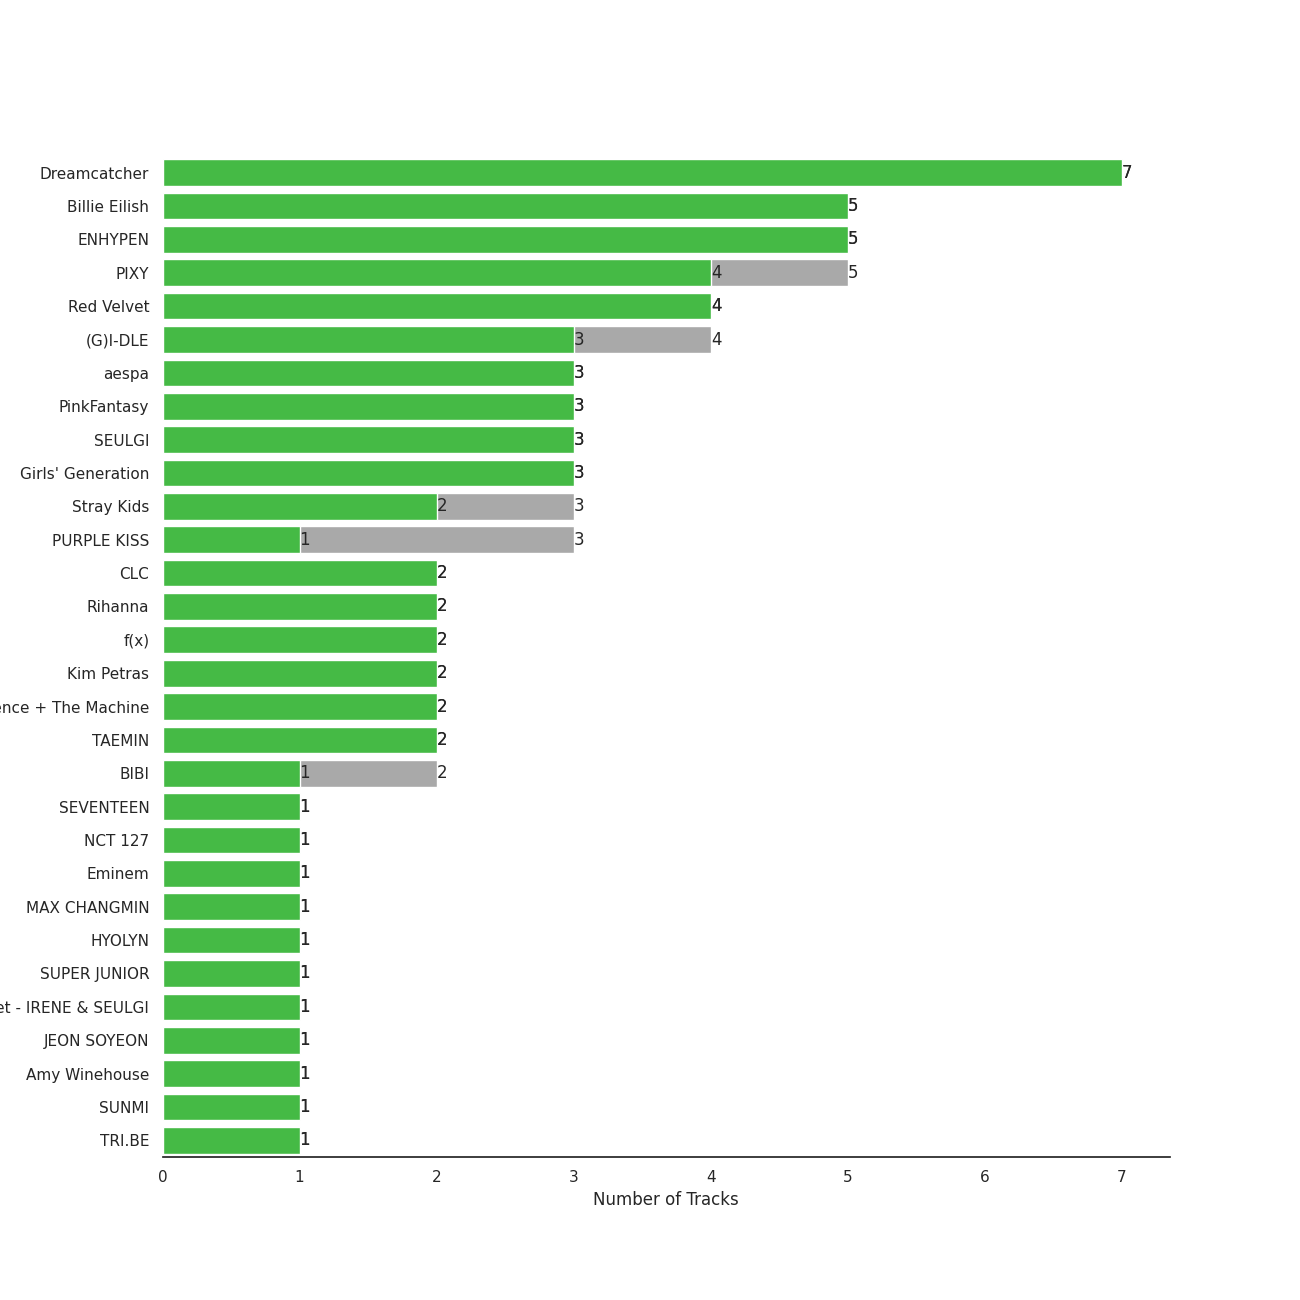 Dreamcatcher 7
Billie Eilish 5
ENHYPEN 5
PIXY 4 5
Red Velvet 4
(G)I-DLE 3 4
aespa 3
PinkFantasy 3
SEULGI 3
Girls' Generation 3
Stray Kids 2 3
PURPLE KISS 1 3
CLC 2
Rihanna 2
f(x) 2
Kim Petras 2
ence + The Machine 2
TAEMIN 2
BIBI 1 2
SEVENTEEN 1
NCT 127 1
Eminem 1
MAX CHANGMIN 1
HYOLYN 1
SUPER JUNIOR 1
et - IRENE & SEULGI 1
JEON SOYEON 1
Amy Winehouse 1
SUNMI 1
TRI.BE 1
0 1 2 3 4 5 6 7
Number of Tracks